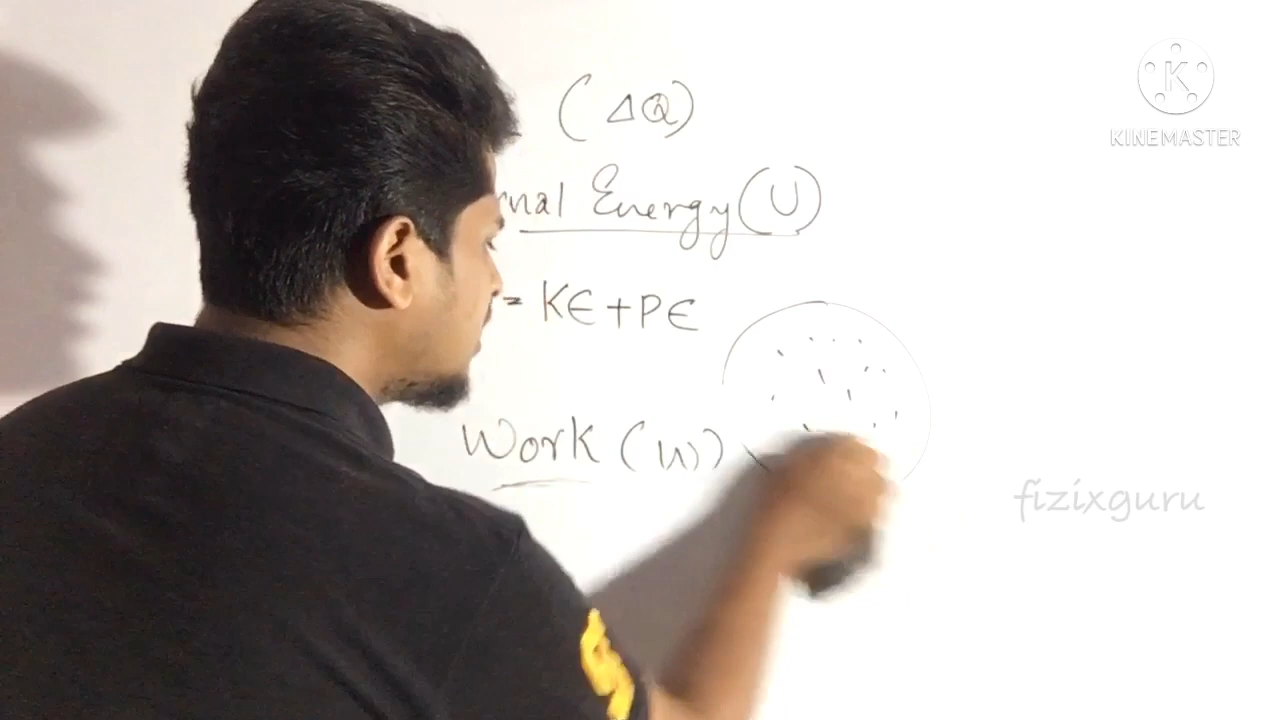 (ΔQ)
rnal Energy (U)
= KE + PE
Work (W)
K
KINEMASTER
fizixguru